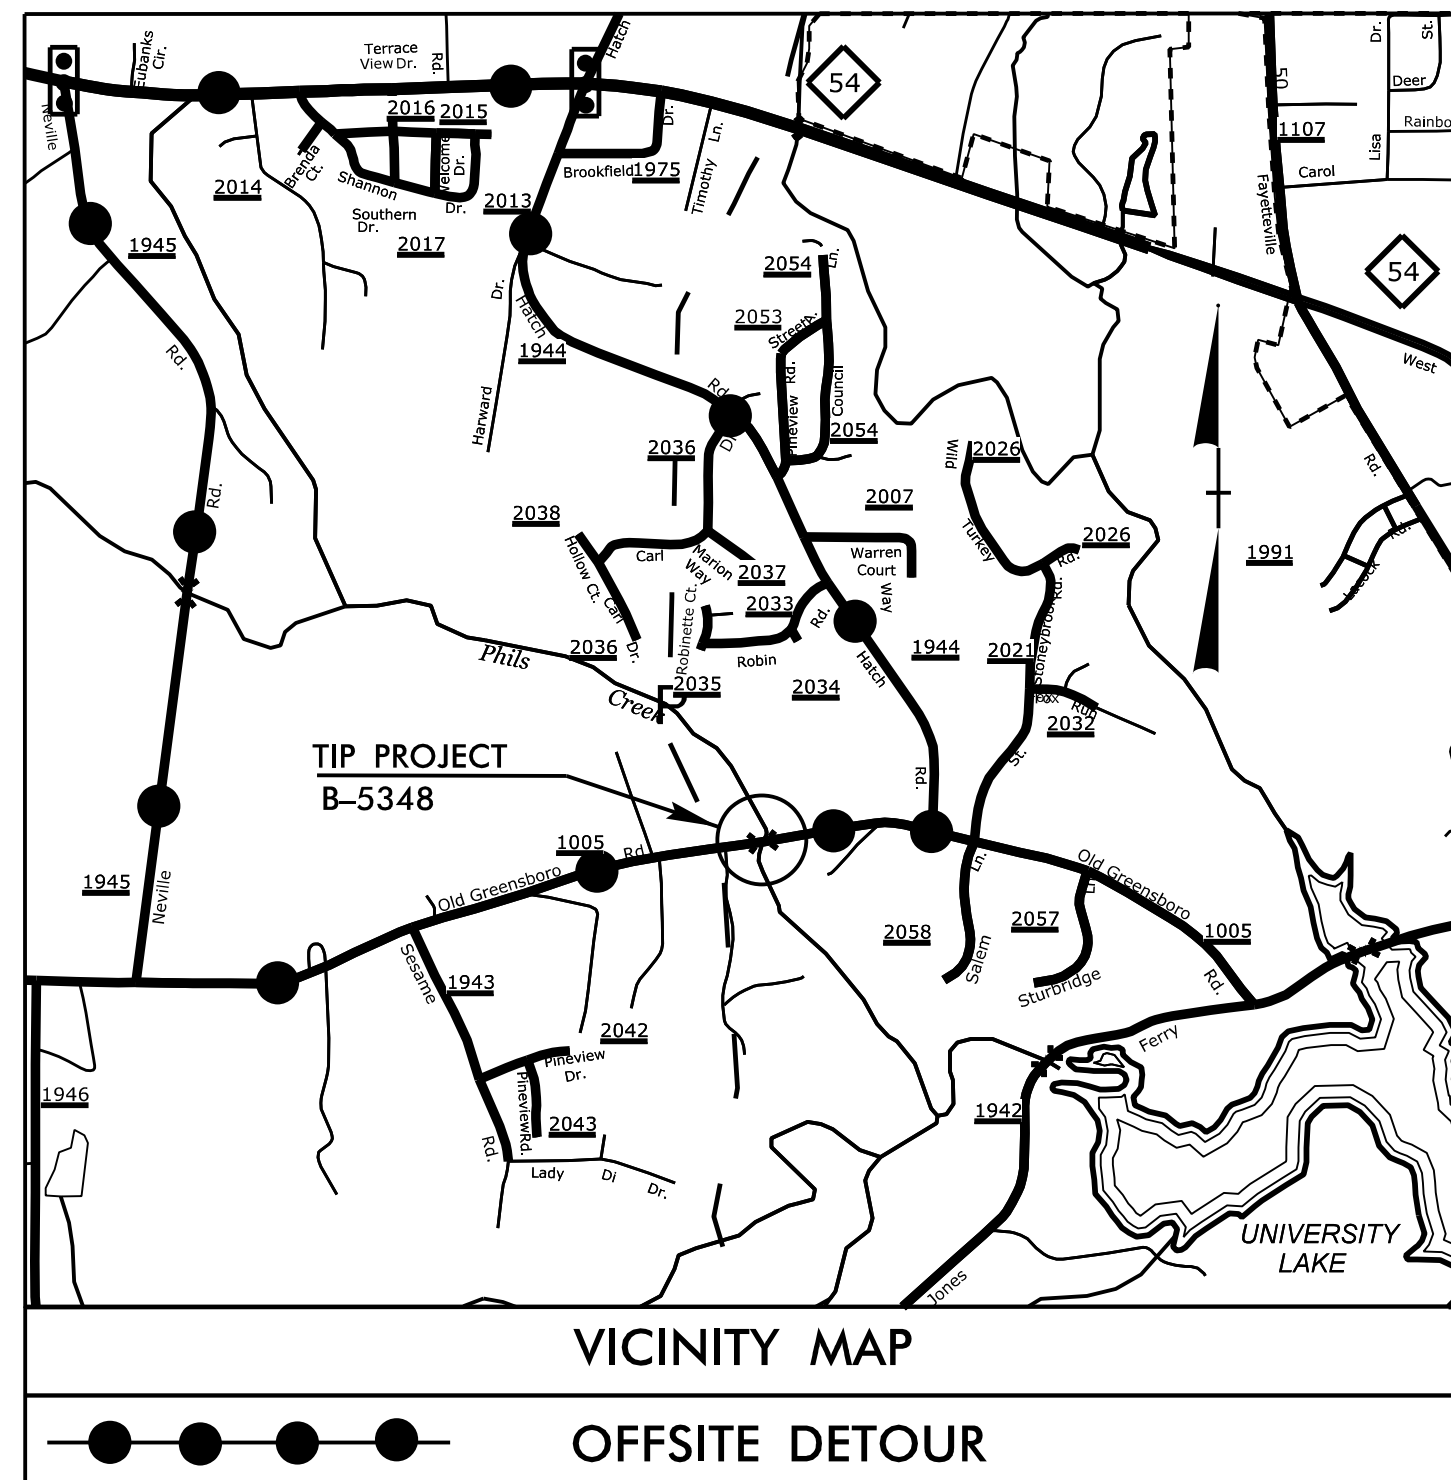 Eubanks
Cir.
Terrace
View Dr.
Rd.
Hatch
54
Dr.
St.
Deer
50
1107
Rainbo
Lisa
Carol
Neville
2016
2015
Dr.
Ln.
Timothy
Brenda
Ct.
Shannon
Welcome
Dr.
Dr.
Brookfield
1975
2014
Southern
Dr.
2013
2017
1945
Fayetteville
54
2054
Ln.
Dr.
Hatch
2053
Street
A.
1944
Rd.
West
Rd.
Pineview
Rd.
Council
Rd.
Harward
Dr.
2036
2054
Wild
2026
Rd.
Rd.
2007
2038
Turkey
2026
Rd.
Rd.
Hollow Ct.
Carl
Marion
Way
Warren
Court
1991
2037
Laccock
Robinette Ct.
2033
Way
Rd.
Carl
Dr.
Rd.
Stoneybrook
2036
Phils
Robin
Hatch
1944
2021
2035
2034
Creek
Fox
Run
2032
TIP PROJECT
B–5348
Rd.
St.
1005
Rd.
Old Greensboro
Ln.
Old Greensboro
1945
Neville
Ln.
2058
2057
1005
Sesame
1943
Salem
Sturbridge
Rd.
2042
Ferry
Pineview
Dr.
Pineview
Rd.
1946
2043
1942
Rd.
Lady Di Dr.
UNIVERSITY
LAKE
Jones
VICINITY MAP
OFFSITE DETOUR